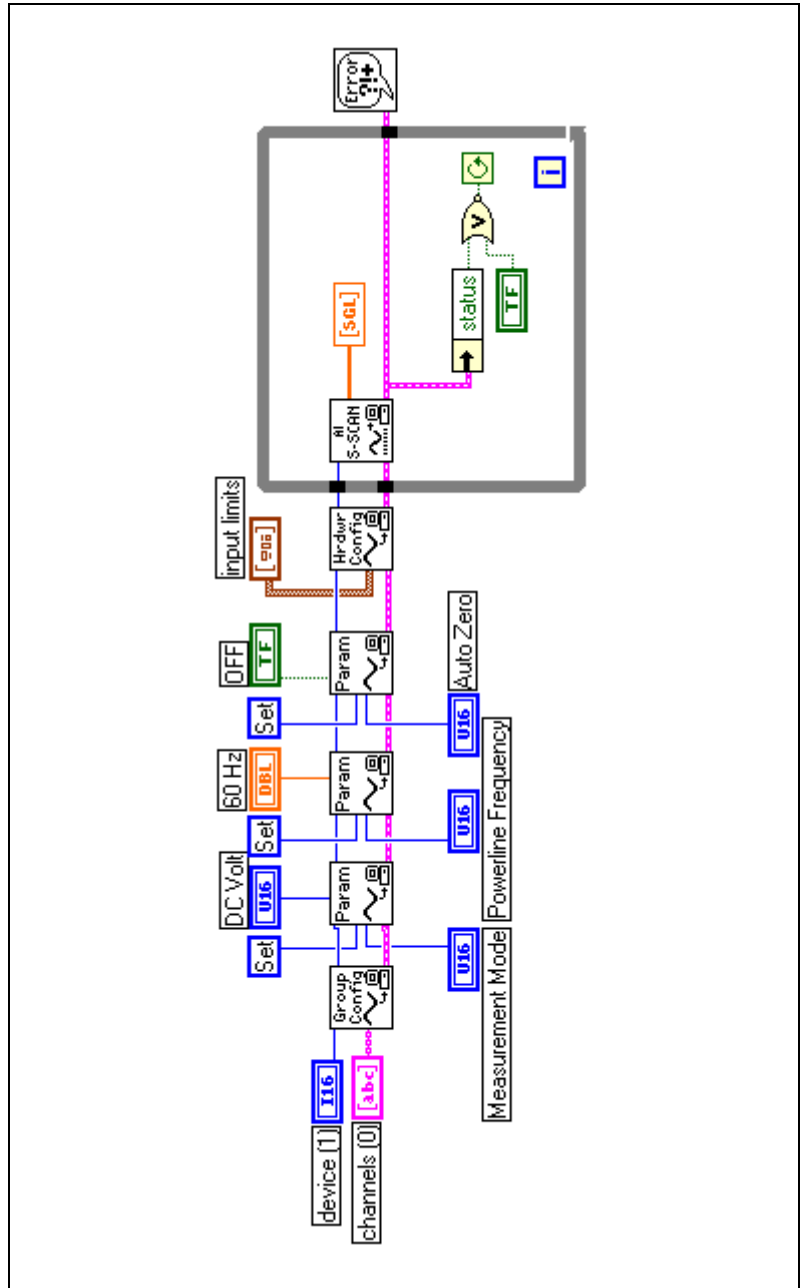 device (1)
I16
channels (0)
[abc]
Group
Config
Set
DC Volt
U16
Param
U16
Measurement Mode
Set
60 Hz
DBL
Param
U16
Powerline Frequency
Set
OFF
TF
Param
U16
Auto Zero
input limits
Hrdwr
Config
AI
S-SCAN
[SGL]
status
TF
V
i
Error
?!+